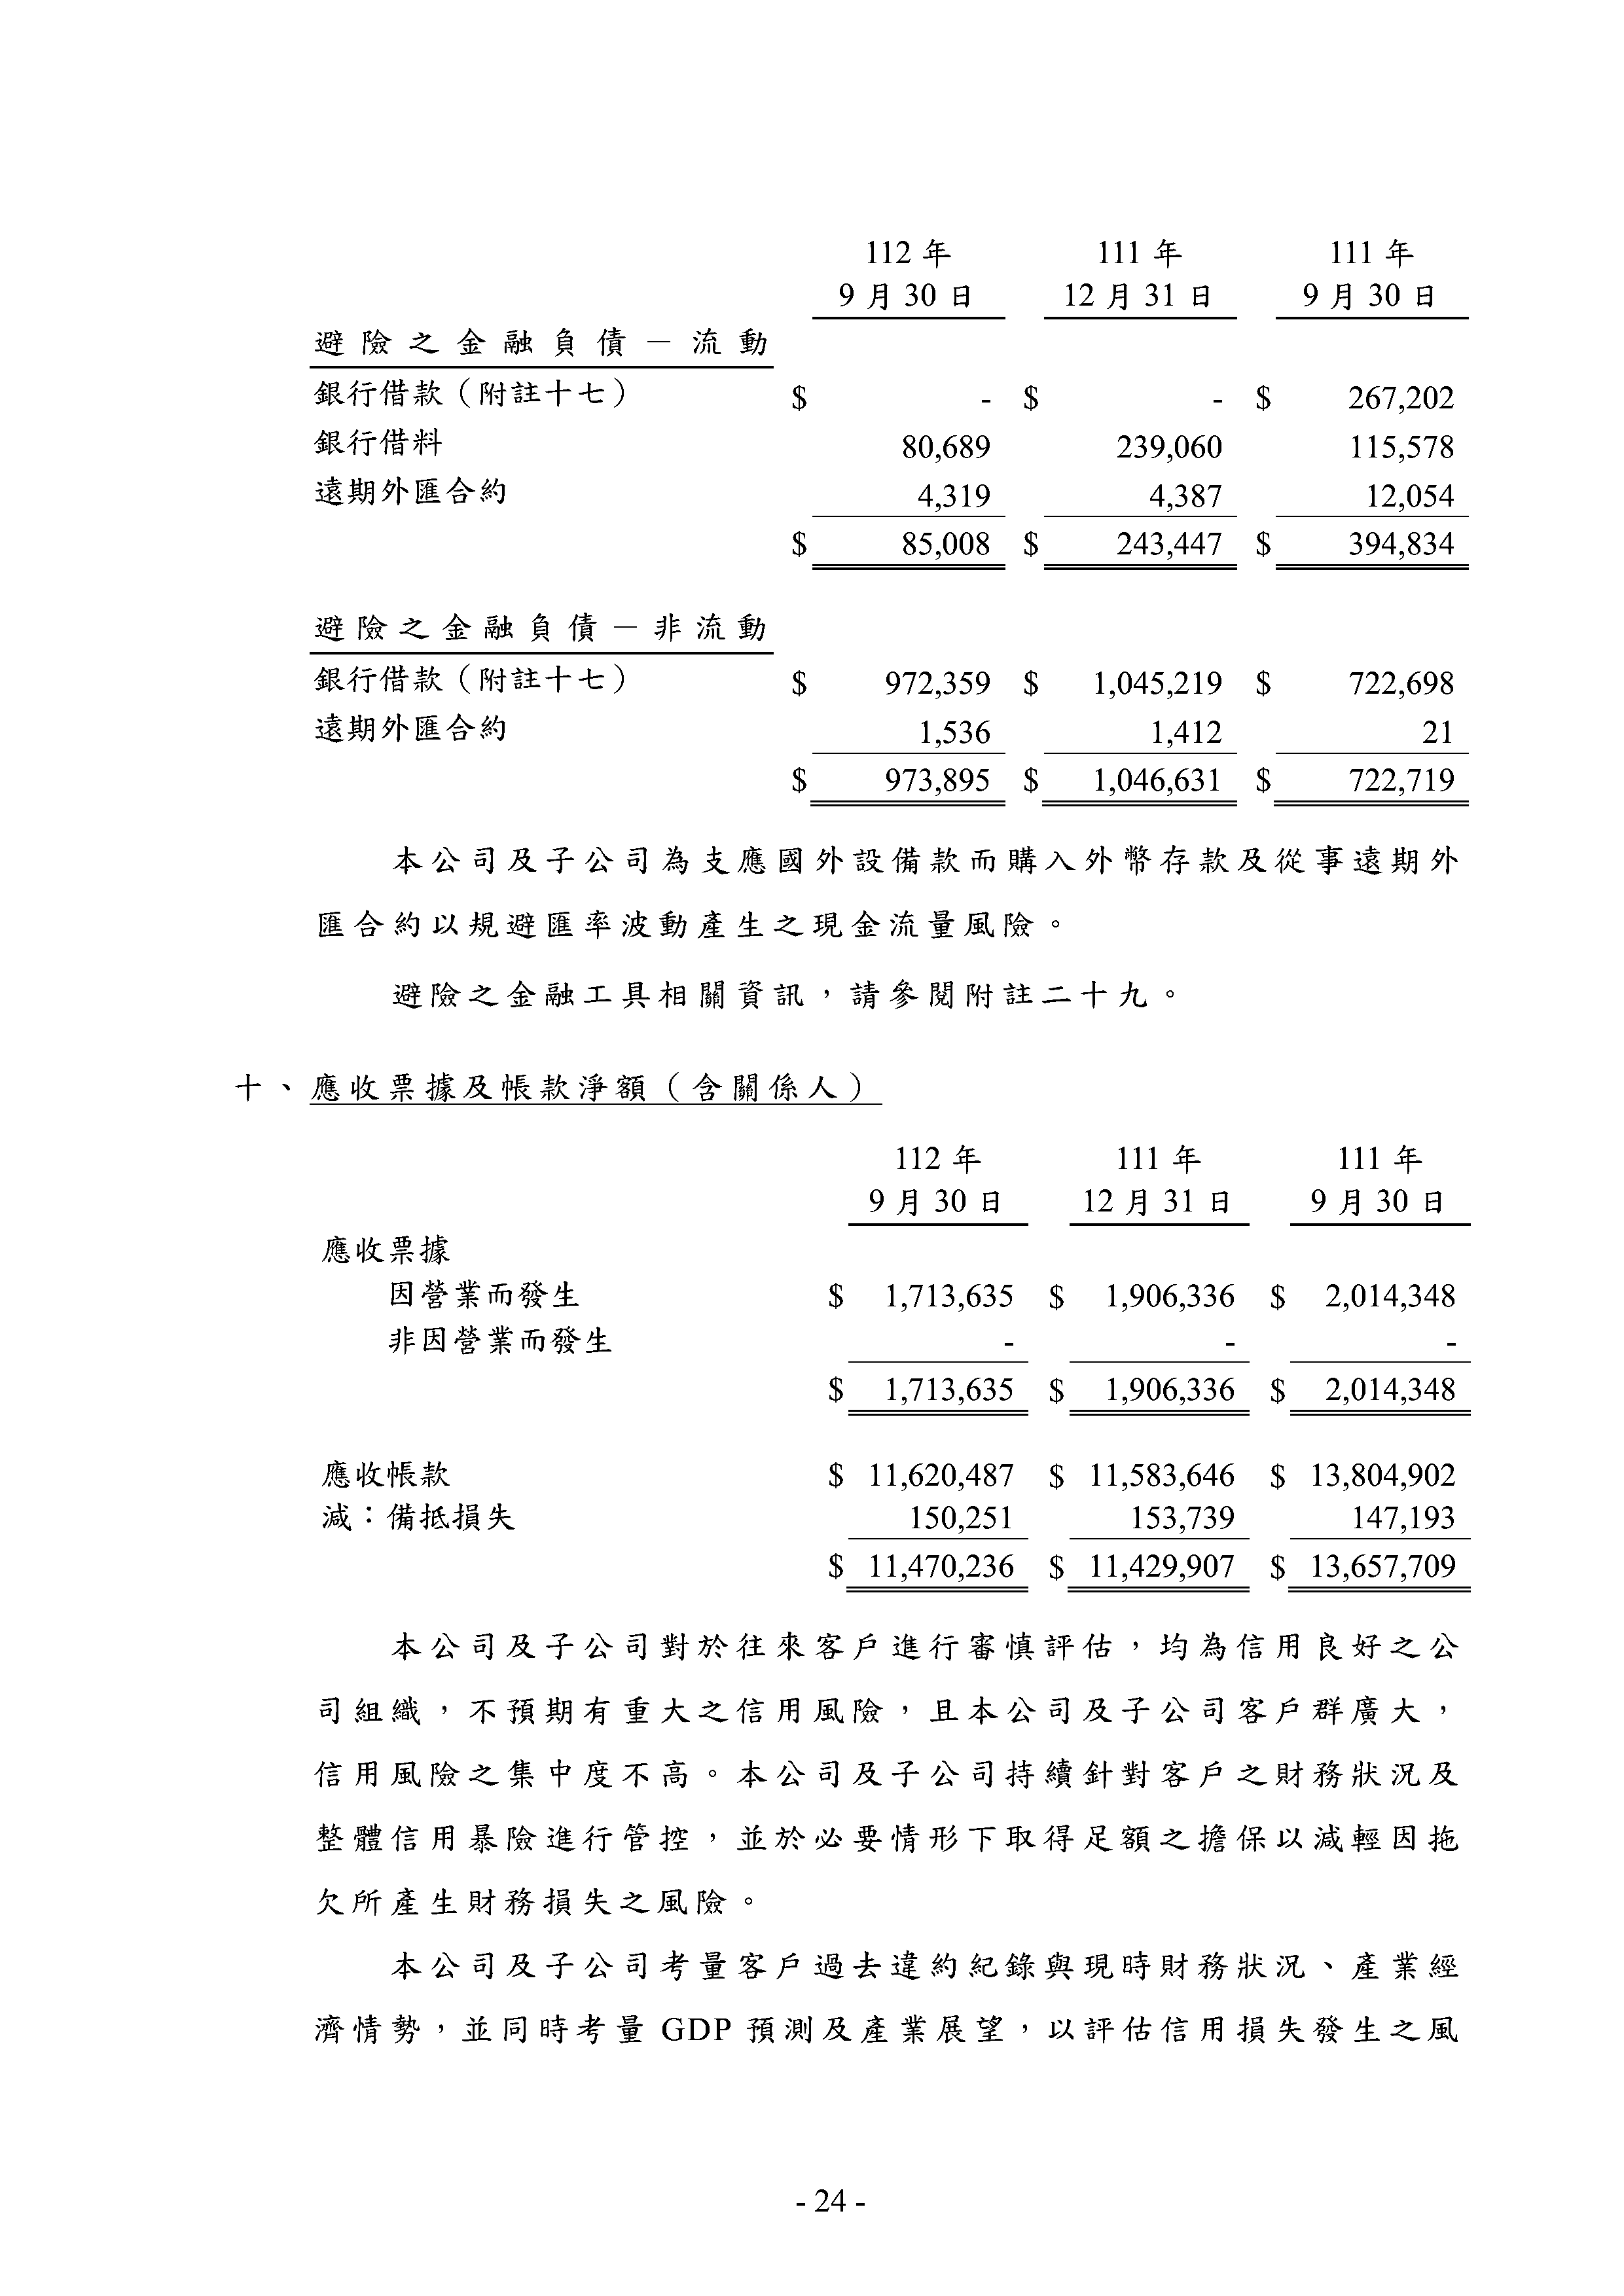 112 年 111 年 111 年
9 月 30 日 12 月 31 日 9 月 30 日
避險之金融負債－流動
銀行借款（附註十七） $ - $ - $ 267,202
銀行借料 80,689 239,060 115,578
遠期外匯合約 4,319 4,387 12,054
$ 85,008 $ 243,447 $ 394,834
避險之金融負債－非流動
銀行借款（附註十七） $ 972,359 $ 1,045,219 $ 722,698
遠期外匯合約 1,536 1,412 21
$ 973,895 $ 1,046,631 $ 722,719
本公司及子公司為支應國外設備款而購入外幣存款及從事遠期外
匯合約以規避匯率波動產生之現金流量風險。
避險之金融工具相關資訊，請參閱附註二十九。
十、應收票據及帳款淨額（含關係人）
112 年 111 年 111 年
9 月 30 日 12 月 31 日 9 月 30 日
應收票據
因營業而發生 $ 1,713,635 $ 1,906,336 $ 2,014,348
非因營業而發生 - - -
$ 1,713,635 $ 1,906,336 $ 2,014,348
應收帳款 $ 11,620,487 $ 11,583,646 $ 13,804,902
減：備抵損失 150,251 153,739 147,193
$ 11,470,236 $ 11,429,907 $ 13,657,709
本公司及子公司對於往來客戶進行審慎評估，均為信用良好之公
司組織，不預期有重大之信用風險，且本公司及子公司客戶群廣大，
信用風險之集中度不高。本公司及子公司持續針對客戶之財務狀況及
整體信用暴險進行管控，並於必要情形下取得足額之擔保以減輕因拖
欠所產生財務損失之風險。
本公司及子公司考量客戶過去違約紀錄與現時財務狀況、產業經
濟情勢，並同時考量 GDP 預測及產業展望，以評估信用損失發生之風
- 24 -